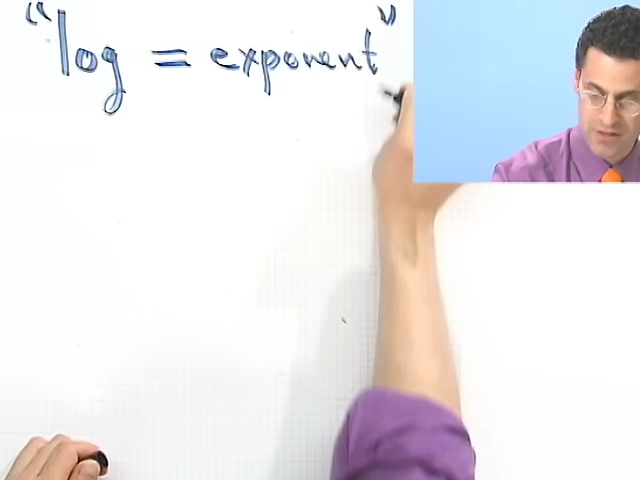 "log = exponent"